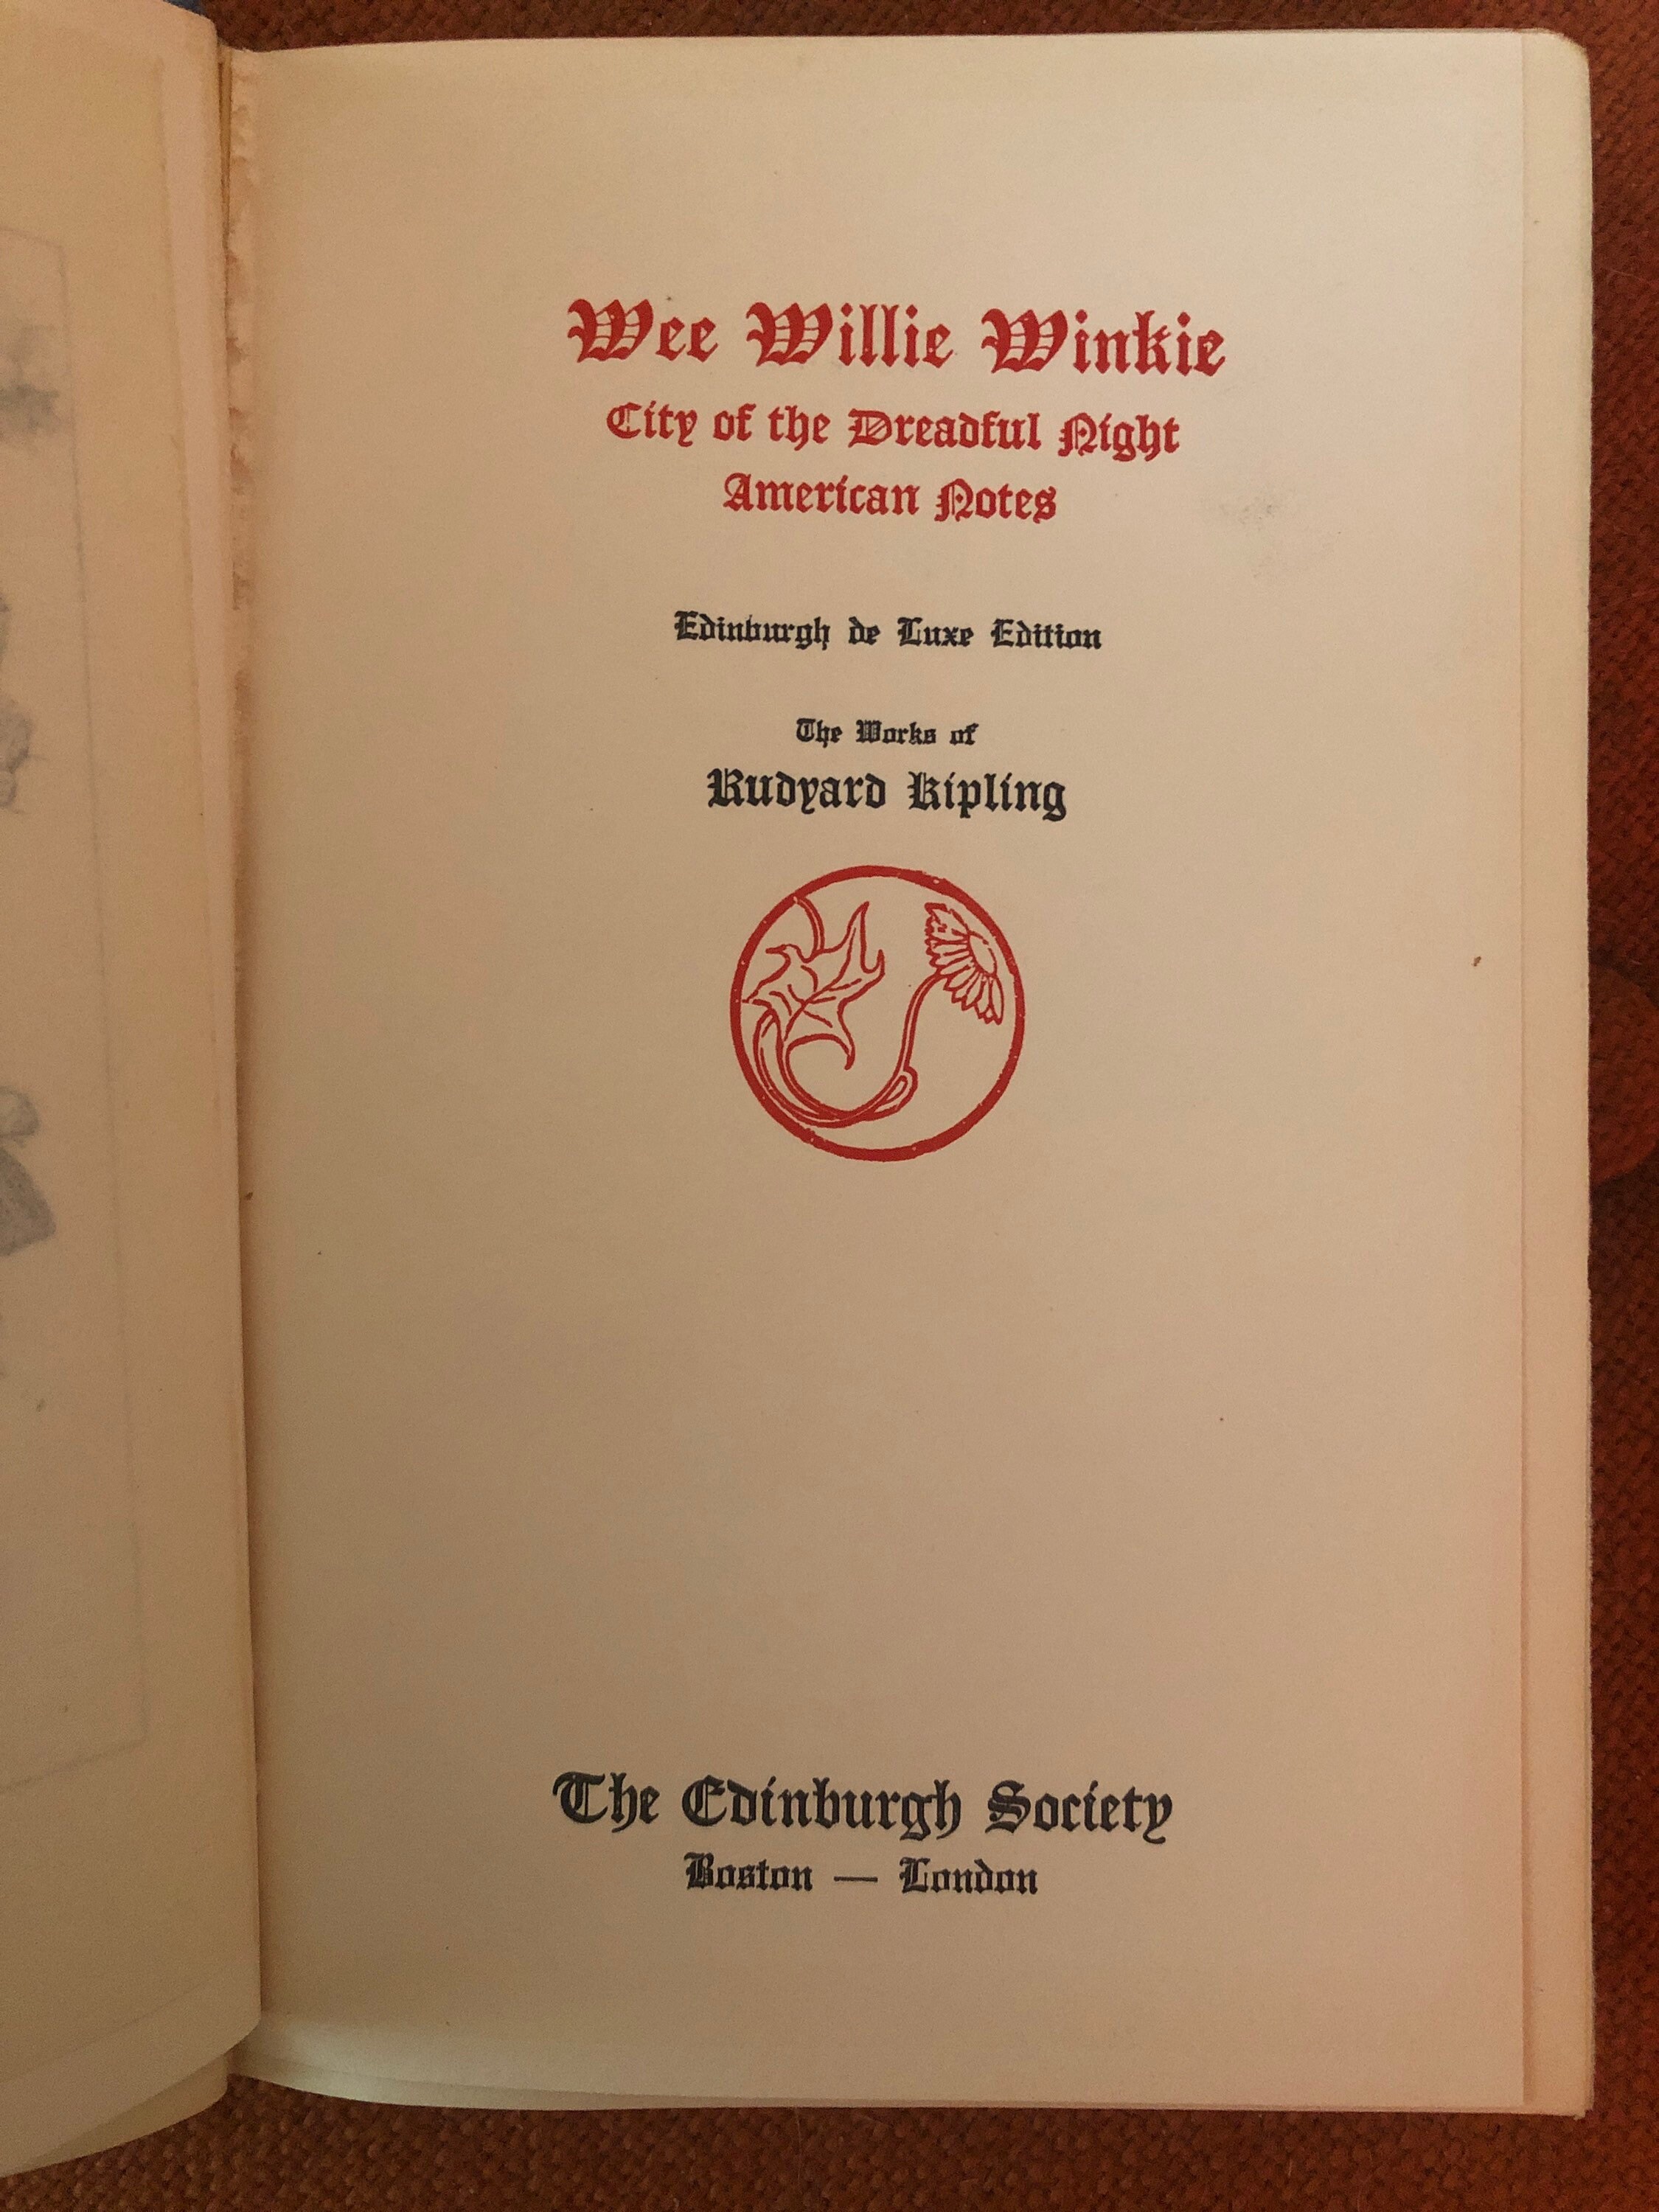 Wee Willie Winkie
City of the Dreadful Night
American Notes
Edinburgh de Luxe Edition
The Works of
Rudyard Kipling
The Edinburgh Society
Boston — London